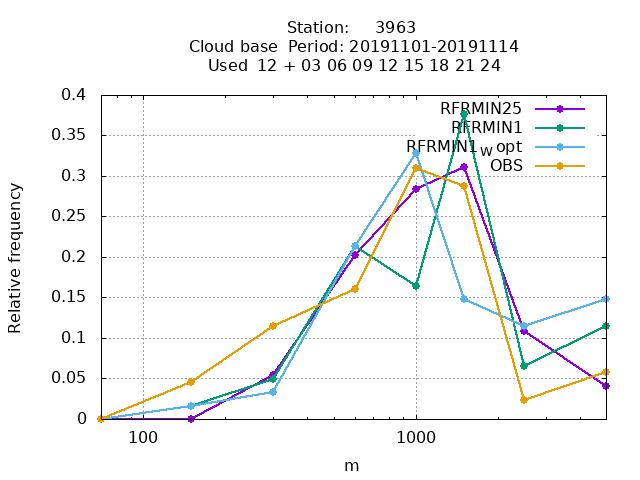 Station: 3963
Cloud base Period: 20191101-20191114
Used 12 + 03 06 09 12 15 18 21 24
RFRMIN25
RFRMIN1
RFRMIN1w opt
OBS
Relative frequency
0.4
0.35
0.3
0.25
0.2
0.15
0.1
0.05
0
100 1000
m